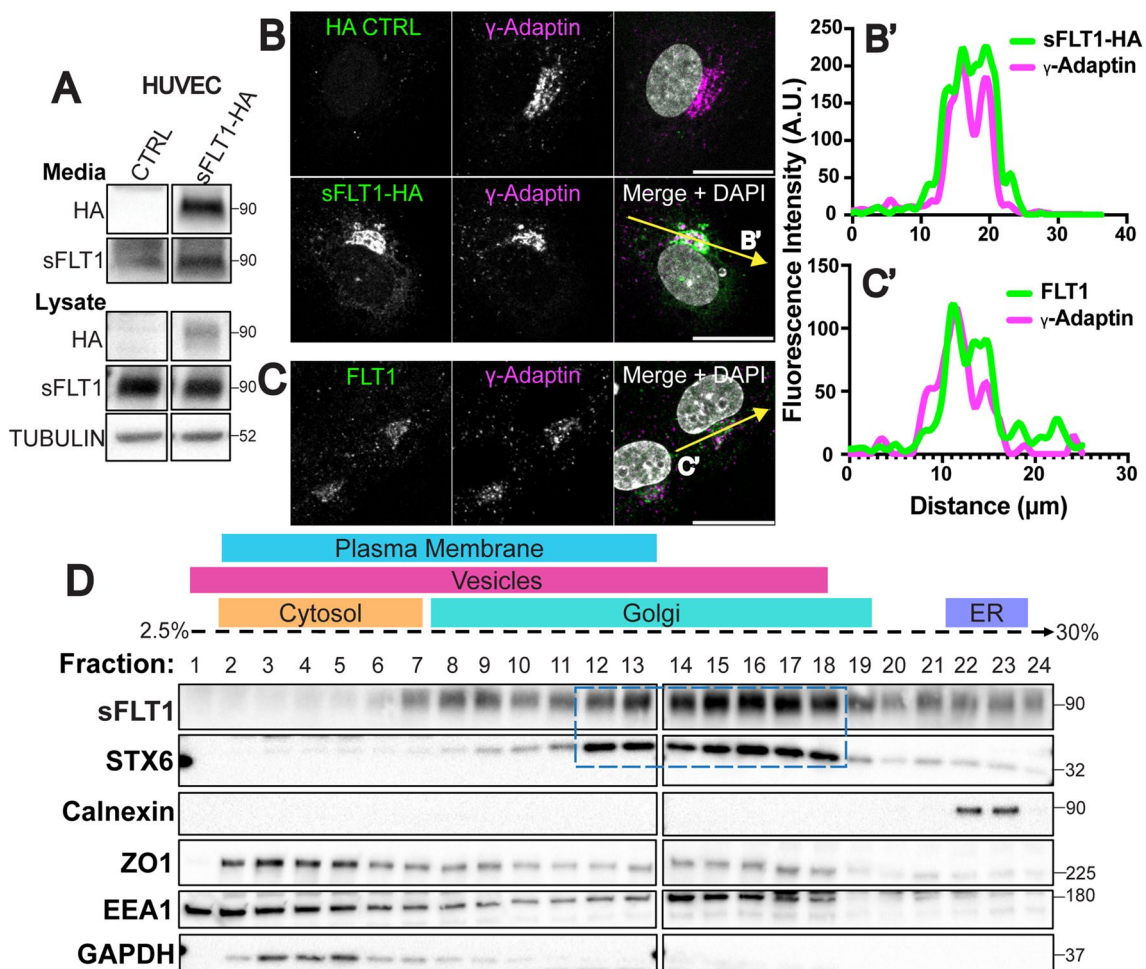 A
HUVEC
CTRL
sFLT1-HA
Media
HA
-90
sFLT1
Lysate
HA
-90
sFLT1
-90
TUBULIN
-52
B
HA CTRL
γ-Adaptin
sFLT1-HA
γ-Adaptin
Merge + DAPI
B'
C
FLT1
γ-Adaptin
Merge + DAPI
C'
B'
sFLT1-HA
γ-Adaptin
250
200
150
100
50
0
0 10 20 30 40
C'
FLT1
γ-Adaptin
150
100
50
0
0 10 20 30
Fluorescence Intensity (A.U.)
Distance (μm)
D
Plasma Membrane
Vesicles
Cytosol
Golgi
ER
2.5%
30%
Fraction: 1 2 3 4 5 6 7 8 9 10 11 12 13 14 15 16 17 18 19 20 21 22 23 24
sFLT1
-90
STX6
-32
Calnexin
-90
ZO1
-225
EEA1
-180
GAPDH
-37